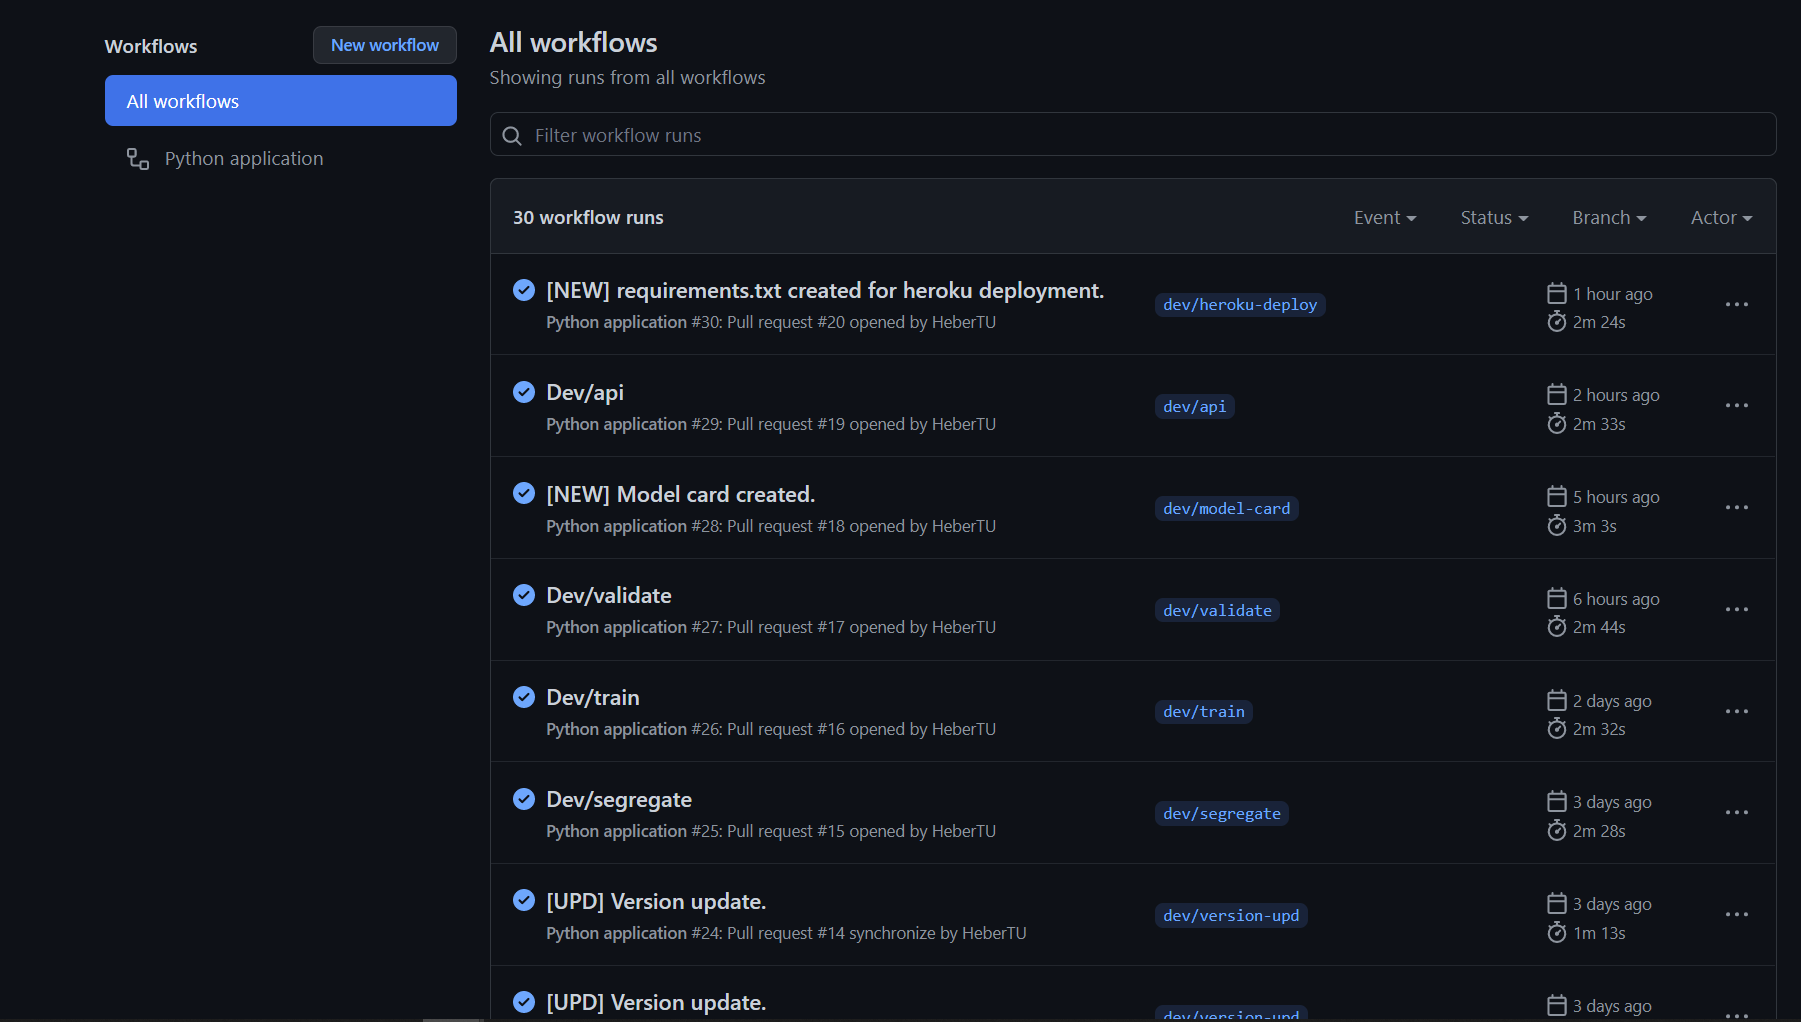 Workflows
New workflow
All workflows
Python application
All workflows
Showing runs from all workflows
Filter workflow runs
30 workflow runs
Event
Status
Branch
Actor
[NEW] requirements.txt created for heroku deployment.
Python application #30: Pull request #20 opened by HeberTU
dev/heroku-deploy
1 hour ago
2m 24s
Dev/api
Python application #29: Pull request #19 opened by HeberTU
dev/api
2 hours ago
2m 33s
[NEW] Model card created.
Python application #28: Pull request #18 opened by HeberTU
dev/model-card
5 hours ago
3m 3s
Dev/validate
Python application #27: Pull request #17 opened by HeberTU
dev/validate
6 hours ago
2m 44s
Dev/train
Python application #26: Pull request #16 opened by HeberTU
dev/train
2 days ago
2m 32s
Dev/segregate
Python application #25: Pull request #15 opened by HeberTU
dev/segregate
3 days ago
2m 28s
[UPD] Version update.
Python application #24: Pull request #14 synchronize by HeberTU
dev/version-upd
3 days ago
1m 13s
[UPD] Version update.
dev/version-upd
3 days ago